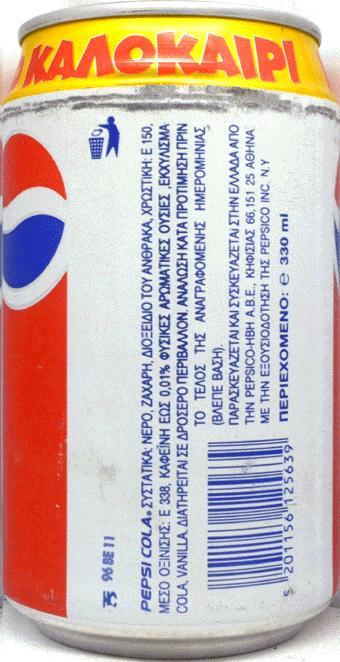 ΚΑΛΟΚΑΙΡΙ
PEPSI COLA® ΣΥΣΤΑΤΙΚΑ: ΝΕΡΟ, ΖΑΧΑΡΗ, ΔΙΟΞΕΙΔΙΟ ΤΟΥ ΑΝΘΡΑΚΑ, ΧΡΩΣΤΙΚΗ: Ε 150,
ΜΕΣΟ ΟΞΙΝΙΣΗΣ: Ε 338, ΚΑΦΕΪΝΗ ΕΩΣ 0,01% ΦΥΣΙΚΕΣ ΑΡΩΜΑΤΙΚΕΣ ΟΥΣΙΕΣ ,ΕΚΧΥΛΙΣΜΑ
COLA, VANILLA. ΔΙΑΤΗΡΕΙΤΑΙ ΣΕ ΔΡΟΣΕΡΟ ΠΕΡΙΒΑΛΛΟΝ. ΑΝΑΛΩΣΗ ΚΑΤΑ ΠΡΟΤΙΜΗΣΗ ΠΡΙΝ
ΤΟ ΤΕΛΟΣ ΤΗΣ ΑΝΑΓΡΑΦΟΜΕΝΗΣ ΗΜΕΡΟΜΗΝΙΑΣ
(ΒΛΕΠΕ ΒΑΣΗ).
ΠΑΡΑΣΚΕΥΑΖΕΤΑΙ ΚΑΙ ΣΥΣΚΕΥΑΖΕΤΑΙ ΣΤΗΝ ΕΛΛΑΔΑ ΑΠΟ
ΤΗΝ PEPSICO-ΗΒΗ Α.Β.Ε., ΚΗΦΙΣΙΑΣ 66, 151 25 ΑΘΗΝΑ
ΜΕ ΤΗΝ ΕΞΟΥΣΙΟΔΟΤΗΣΗ ΤΗΣ PEPSICO INC. N.Y
ΠΕΡΙΕΧΟΜΕΝΟ: e 330 ml
5 201156 125639
96 BE 11